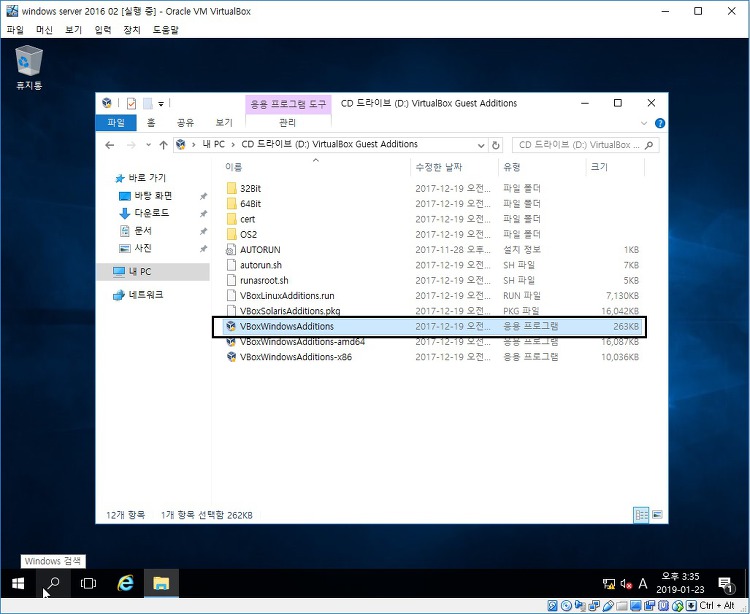 windows server 2016 02 [실행 중] - Oracle VM VirtualBox
파일 머신 보기 입력 장치 도움말
휴지통
응용 프로그램 도구 CD 드라이브 (D:) VirtualBox Guest Additions
파일 홈 공유 보기 관리
내 PC > CD 드라이브 (D:) VirtualBox Guest Additions CD 드라이브 (D:) VirtualBox ...
이름 수정한 날짜 유형 크기
바로 가기
바탕 화면
다운로드
문서
사진
내 PC
네트워크
32Bit 2017-12-19 오전... 파일 폴더
64Bit 2017-12-19 오전... 파일 폴더
cert 2017-12-19 오전... 파일 폴더
OS2 2017-12-19 오전... 파일 폴더
AUTORUN 2017-11-28 오후... 설치 정보 1KB
autorun.sh 2017-12-19 오전... SH 파일 7KB
runasroot.sh 2017-12-19 오전... SH 파일 5KB
VBoxLinuxAdditions.run 2017-12-19 오전... RUN 파일 7,130KB
VBoxSolarisAdditions.pkg 2017-12-19 오전... PKG 파일 16,042KB
VBoxWindowsAdditions 2017-12-19 오전... 응용 프로그램 263KB
VBoxWindowsAdditions-amd64 2017-12-19 오전... 응용 프로그램 16,087KB
VBoxWindowsAdditions-x86 2017-12-19 오전... 응용 프로그램 10,036KB
12개 항목 1개 항목 선택함 262KB
Windows 검색
A 오후 3:35
2019-01-23
1
Ctrl + Alt